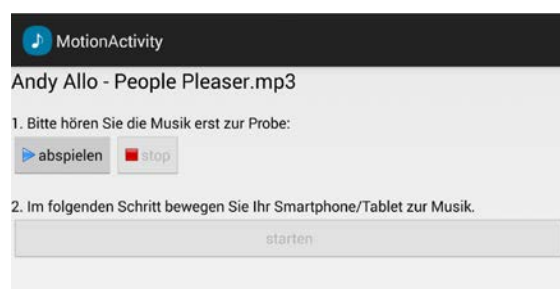 MotionActivity
Andy Allo - People Pleaser.mp3
1. Bitte hören Sie die Musik erst zur Probe:
abspielen stop
2. Im folgenden Schritt bewegen Sie Ihr Smartphone/Tablet zur Musik.
starten